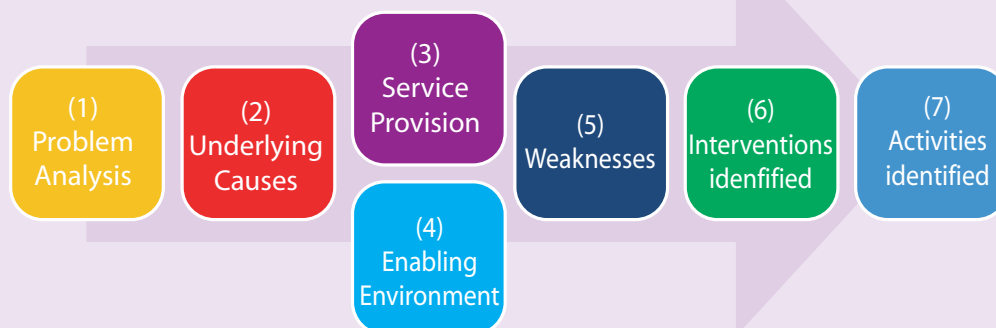 (1)
Problem
Analysis
(2)
Underlying
Causes
(3)
Service
Provision
(4)
Enabling
Environment
(5)
Weaknesses
(6)
Interventions
idenfified
(7)
Activities
identified